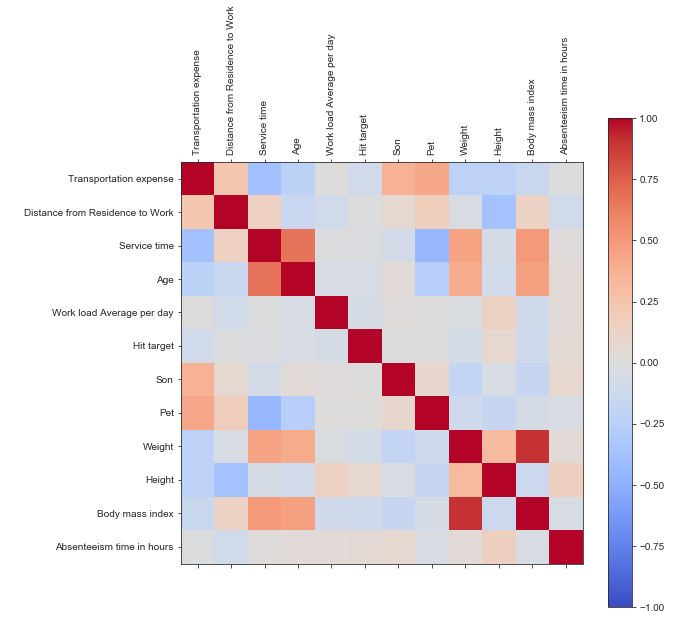 Transportation expense
Distance from Residence to Work
Service time
Age
Work load Average per day
Hit target
Son
Pet
Weight
Height
Body mass index
Absenteeism time in hours
Transportation expense
Distance from Residence to Work
Service time
Age
Work load Average per day
Hit target
Son
Pet
Weight
Height
Body mass index
Absenteeism time in hours
1.00
0.75
0.50
0.25
0.00
−0.25
−0.50
−0.75
−1.00